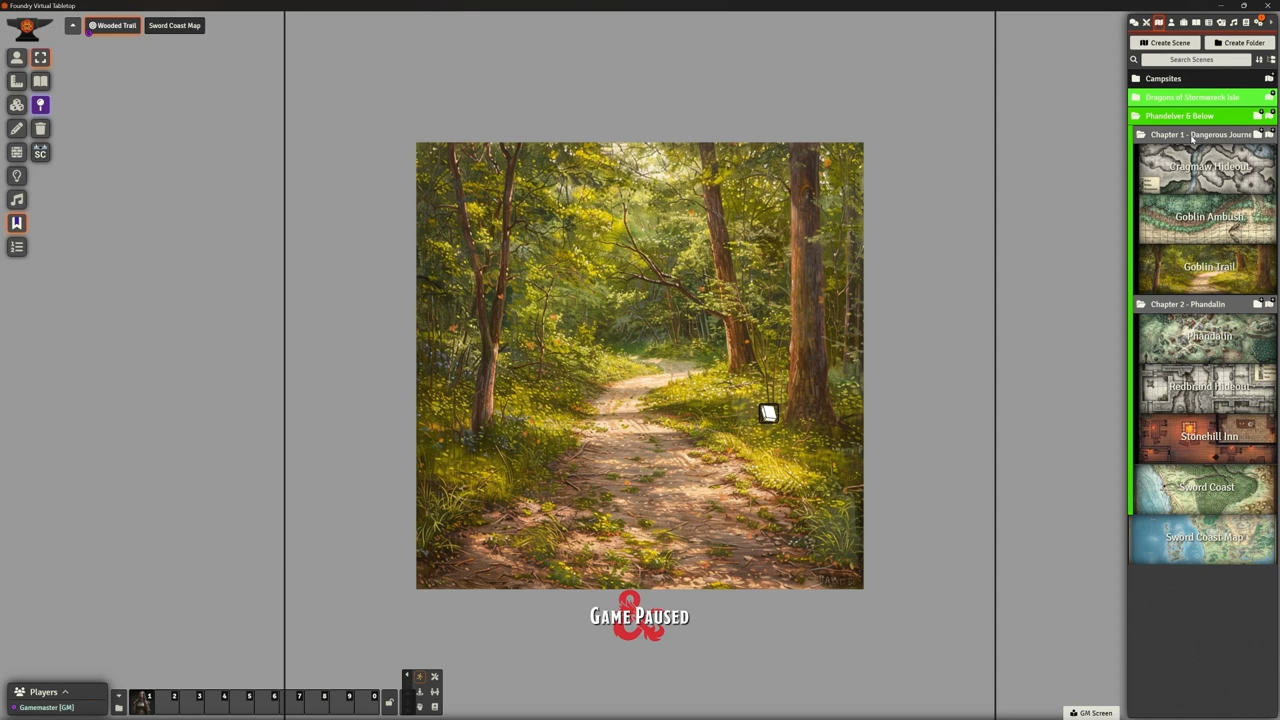 Foundry Virtual Tabletop
Wooded Trail
Sword Coast Map
Create Scene
Create Folder
Search Scenes
Campsites
Dragons of Stormwreck Isle
Phandelver & Below
Chapter 1 - Dangerous Journe
Cragmaw Hideout
Goblin Ambush
Goblin Trail
Chapter 2 - Phandalin
Phandalin
Redbrand Hideout
Stonehill Inn
Sword Coast
Sword Coast Map
SC
GAME PAUSED
Players
Gamemaster [GM]
1 2 3 4 5 6 7 8 9 0
GM Screen